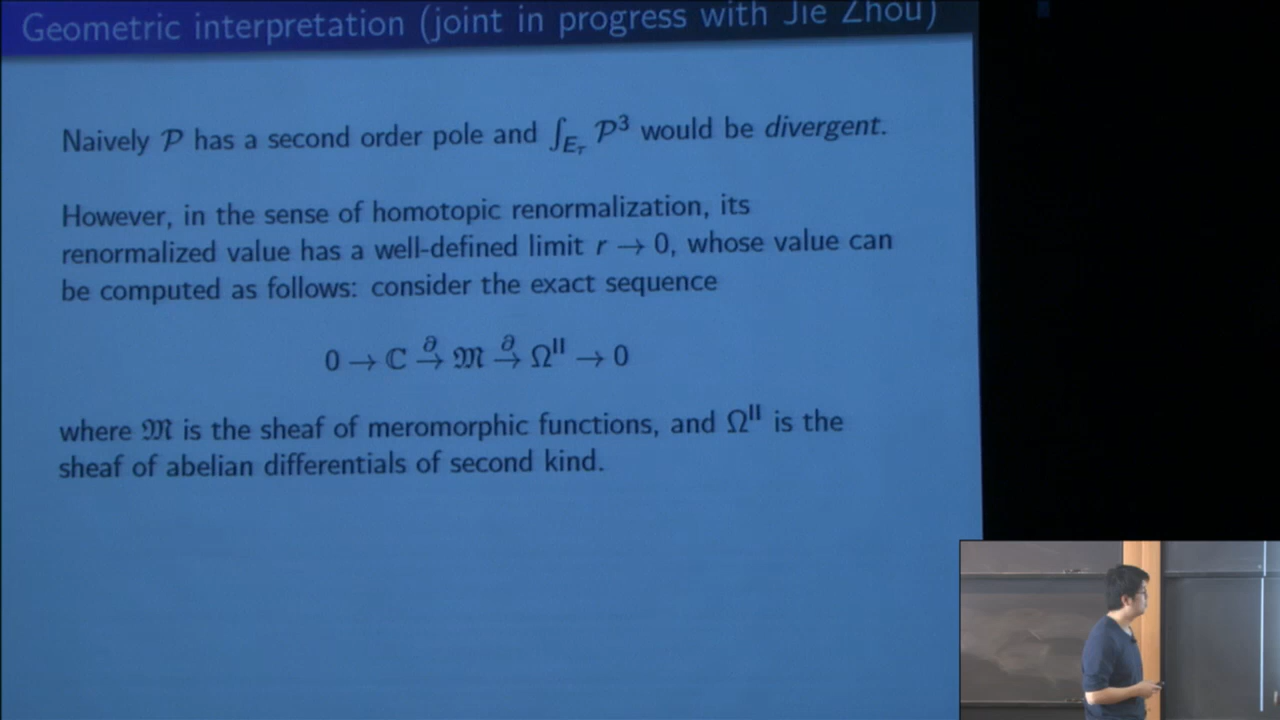 Geometric interpretation (joint in progress with Jie Zhou)
Naively 𝒫 has a second order pole and ∫_{E_τ} 𝒫³ would be divergent.
However, in the sense of homotopic renormalization, its
renormalized value has a well-defined limit r → 0, whose value can
be computed as follows: consider the exact sequence
0 → ℂ →^∂ 𝔐 →^∂ Ω^{II} → 0
where 𝔐 is the sheaf of meromorphic functions, and Ω^{II} is the
sheaf of abelian differentials of second kind.